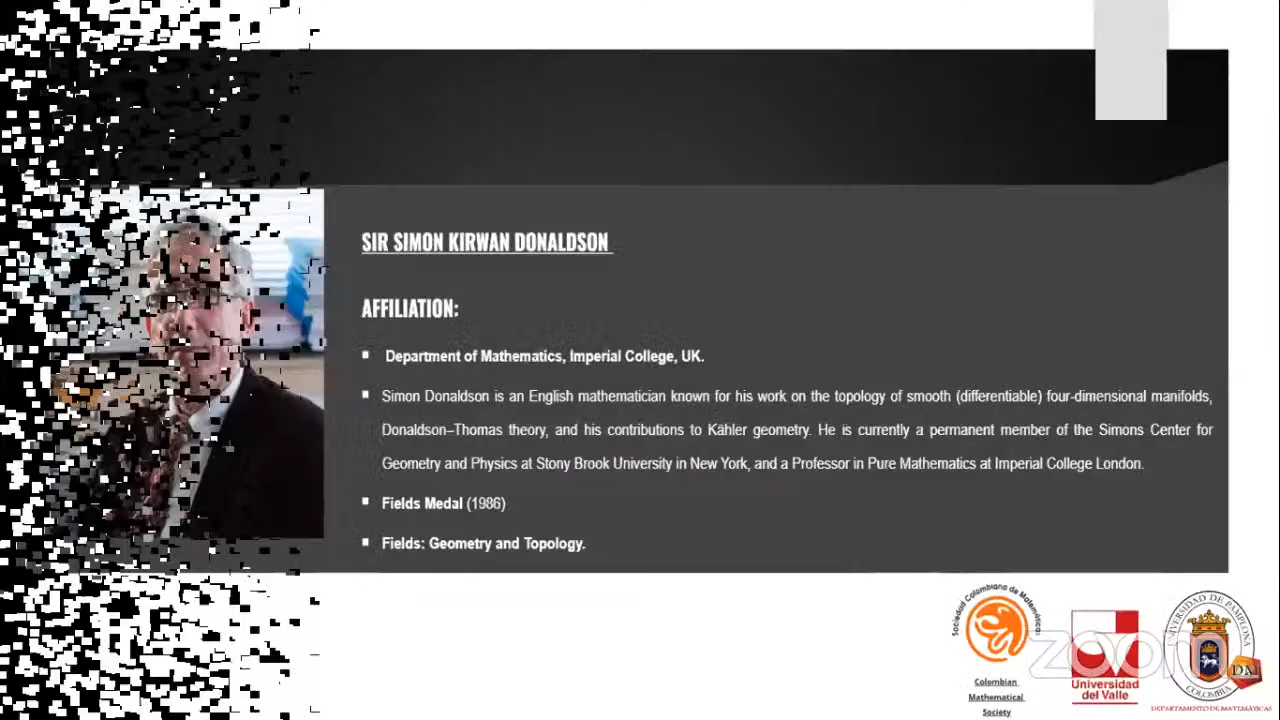 SIR SIMON KIRWAN DONALDSON
AFFILIATION:
Department of Mathematics, Imperial College, UK.
Simon Donaldson is an English mathematician known for his work on the topology of smooth (differentiable) four-dimensional manifolds,
Donaldson–Thomas theory, and his contributions to Kähler geometry. He is currently a permanent member of the Simons Center for
Geometry and Physics at Stony Brook University in New York, and a Professor in Pure Mathematics at Imperial College London.
Fields Medal (1986)
Fields: Geometry and Topology.
Sociedad Colombiana de Matemáticas
Colombian
Mathematical
Society
Universidad
del Valle
zoom
UNIVERSIDAD DE PAMPLONA
COLOMBIA
DM
DEPARTAMENTO DE MATEMÁTICAS